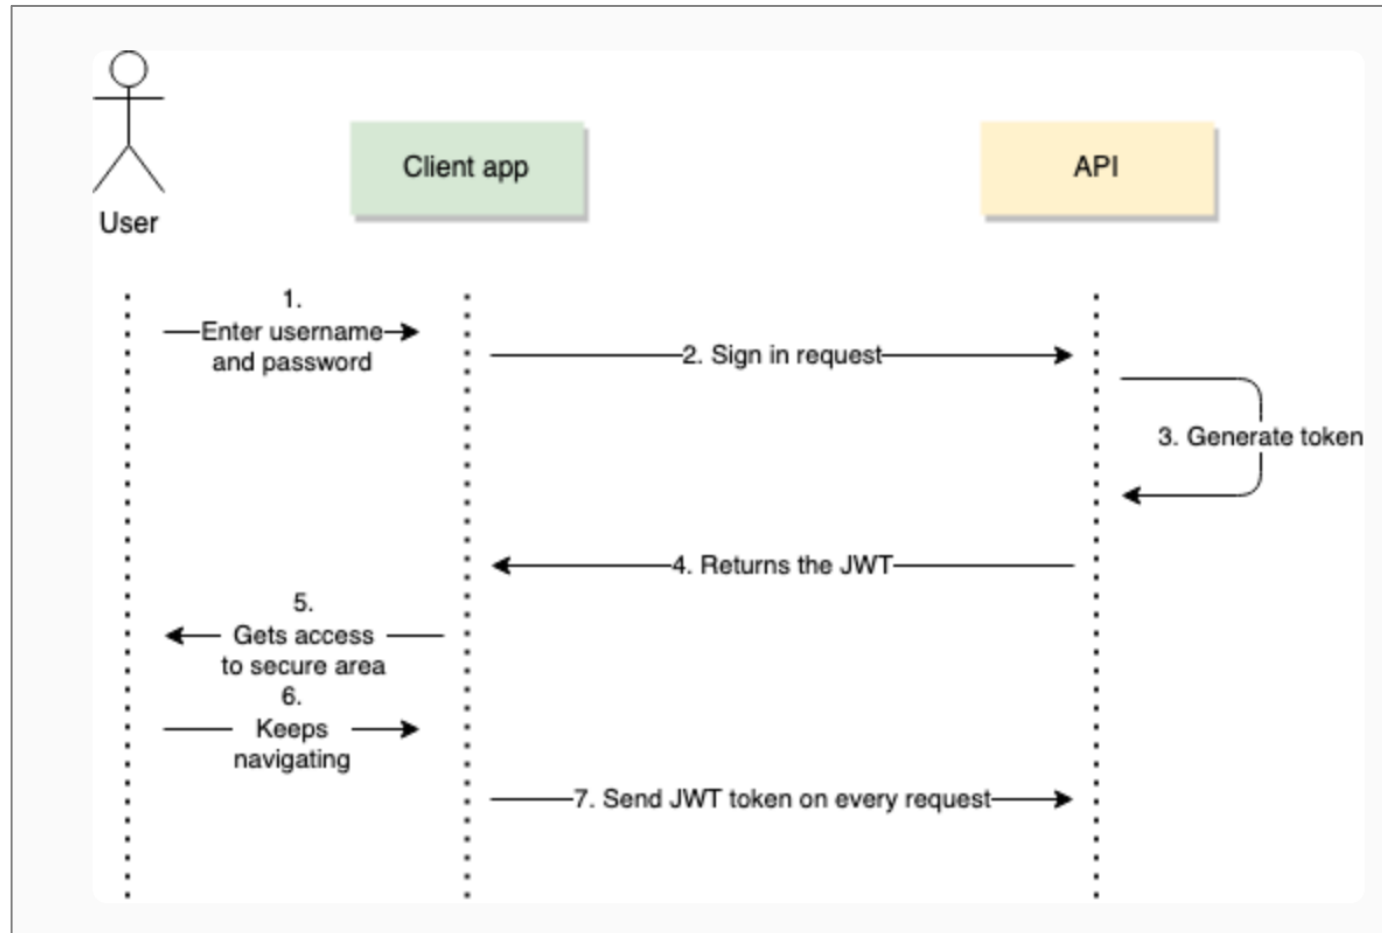 User
Client app
API
1.
Enter username
and password
2. Sign in request
3. Generate token
4. Returns the JWT
5.
Gets access
to secure area
6.
Keeps
navigating
7. Send JWT token on every request